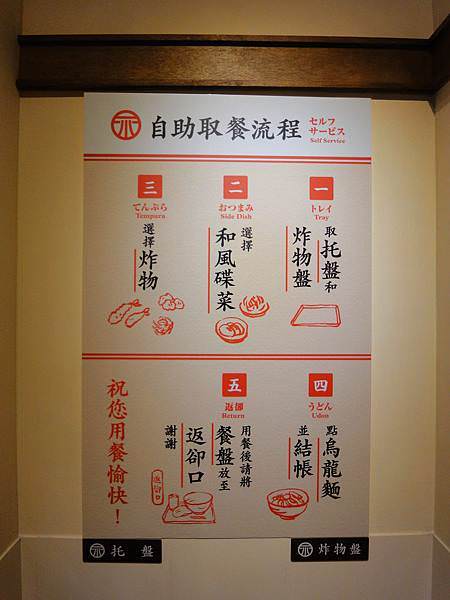 自助取餐流程
セルフ
サービス
Self Service
一
トレイ
Tray
取托盤和
炸物盤
二
おつまみ
Side Dish
選擇
和風碟菜
三
てんぷら
Tempura
選擇炸物
四
うどん
Udon
點烏龍麵
並結帳
五
返卻
Return
用餐後請將
餐盤放至
返卻口
謝謝
返卻口
祝您用餐愉快！
托盤
炸物盤